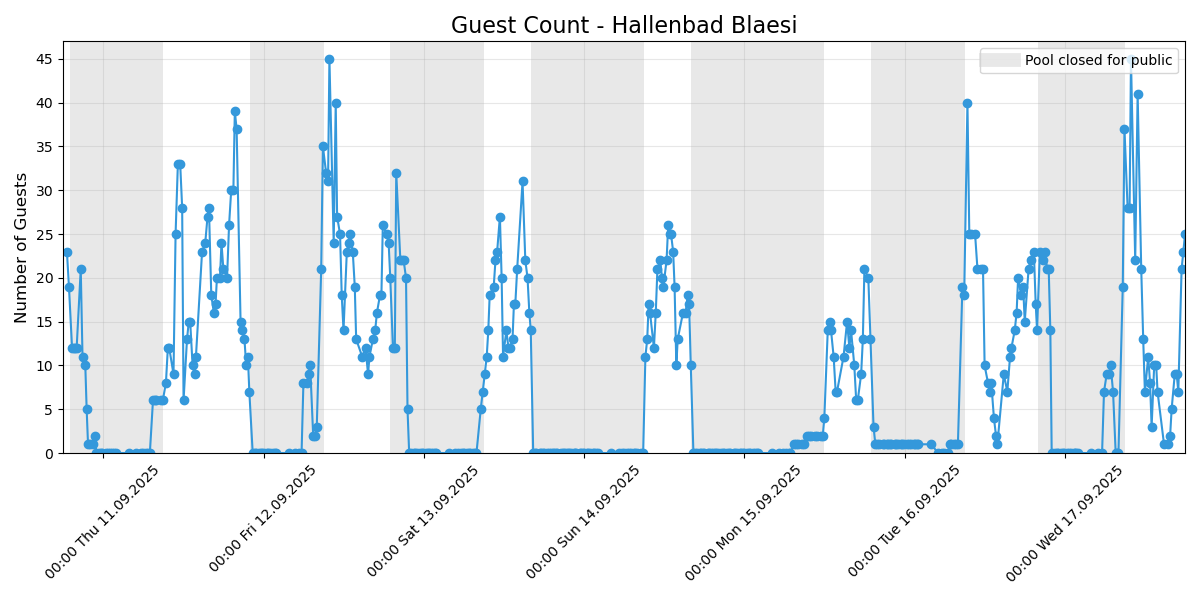 Guest Count - Hallenbad Blaesi
Pool closed for public
Number of Guests
45
40
35
30
25
20
15
10
5
0
00:00 Thu 11.09.2025
00:00 Fri 12.09.2025
00:00 Sat 13.09.2025
00:00 Sun 14.09.2025
00:00 Mon 15.09.2025
00:00 Tue 16.09.2025
00:00 Wed 17.09.2025